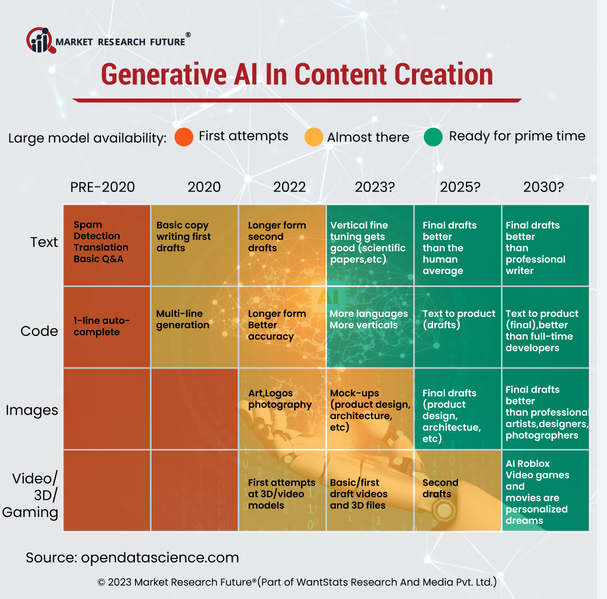 MARKET RESEARCH FUTURE®
Generative AI In Content Creation
Large model availability: First attempts Almost there Ready for prime time
PRE-2020 2020 2022 2023? 2025? 2030?
Text
Spam
Detection
Translation
Basic Q&A
Basic copy
writing first
drafts
Longer form
second
drafts
Vertical fine
tuning gets
good (scientific
papers,etc)
Final drafts
better
than the
human
average
Final drafts
better
than
professional
writer
AI
Code
1-line auto-
complete
Multi-line
generation
Longer form
Better
accuracy
More languages
More verticals
Text to product
(drafts)
Text to product
(final),better
than full-time
developers
Images
Art,Logos
photography
Mock-ups
(product design,
architecture,
etc)
Final drafts
(product
design,
architectue,
etc)
Final drafts
better
than professional
artists,designers,
photographers
Video/
3D/
Gaming
First attempts
at 3D/video
models
Basic/first
draft videos
and 3D files
Second
drafts
AI Roblox
Video games
and
movies are
personalized
dreams
Source: opendatascience.com
© 2023 Market Research Future®(Part of WantStats Research And Media Pvt. Ltd.)